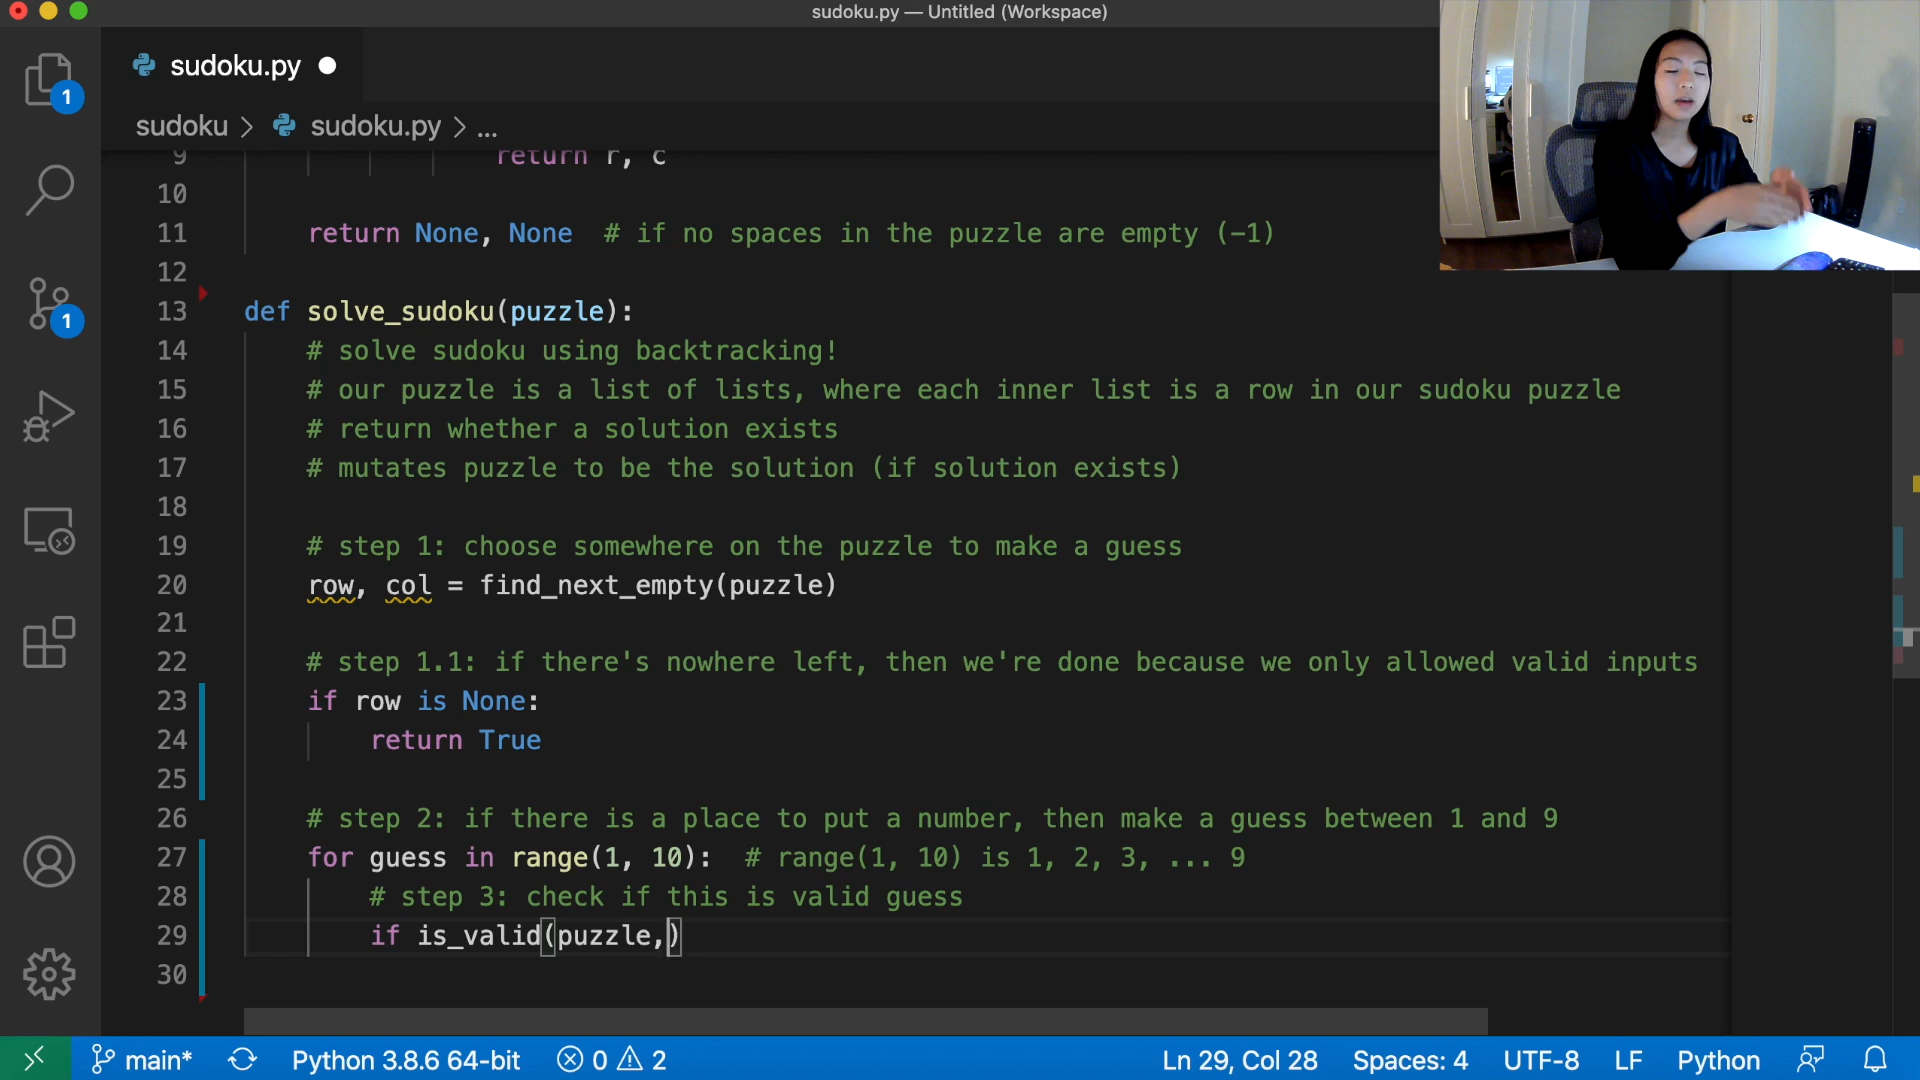 sudoku.py — Untitled (Workspace)
sudoku.py
sudoku > sudoku.py > ...
9 return r, c
10
11 return None, None # if no spaces in the puzzle are empty (-1)
12
13 def solve_sudoku(puzzle):
14 # solve sudoku using backtracking!
15 # our puzzle is a list of lists, where each inner list is a row in our sudoku puzzle
16 # return whether a solution exists
17 # mutates puzzle to be the solution (if solution exists)
18
19 # step 1: choose somewhere on the puzzle to make a guess
20 row, col = find_next_empty(puzzle)
21
22 # step 1.1: if there's nowhere left, then we're done because we only allowed valid inputs
23 if row is None:
24 return True
25
26 # step 2: if there is a place to put a number, then make a guess between 1 and 9
27 for guess in range(1, 10): # range(1, 10) is 1, 2, 3, ... 9
28 # step 3: check if this is valid guess
29 if is_valid(puzzle,)
30
1
1
main* Python 3.8.6 64-bit 0 2 Ln 29, Col 28 Spaces: 4 UTF-8 LF Python